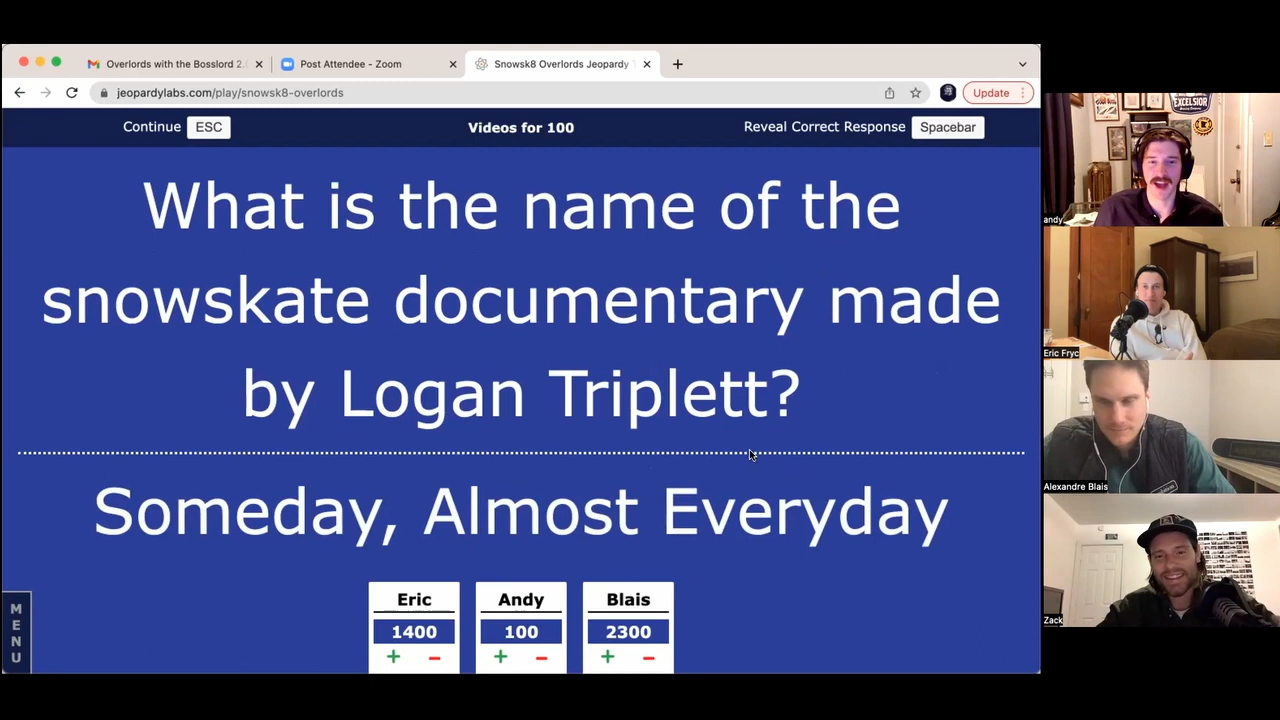 Overlords with the Bosslord 2.
Post Attendee - Zoom
Snowsk8 Overlords Jeopardy
jeopardylabs.com/play/snowsk8-overlords
Update
Continue ESC
Videos for 100
Reveal Correct Response Spacebar
What is the name of the
snowskate documentary made
by Logan Triplett?
Someday, Almost Everyday
MENU
Eric
1400
+ −
Andy
100
+ −
Blais
2300
+ −
EXCELSIOR
andy
Eric Fryc
Alexandre Blais
Zack